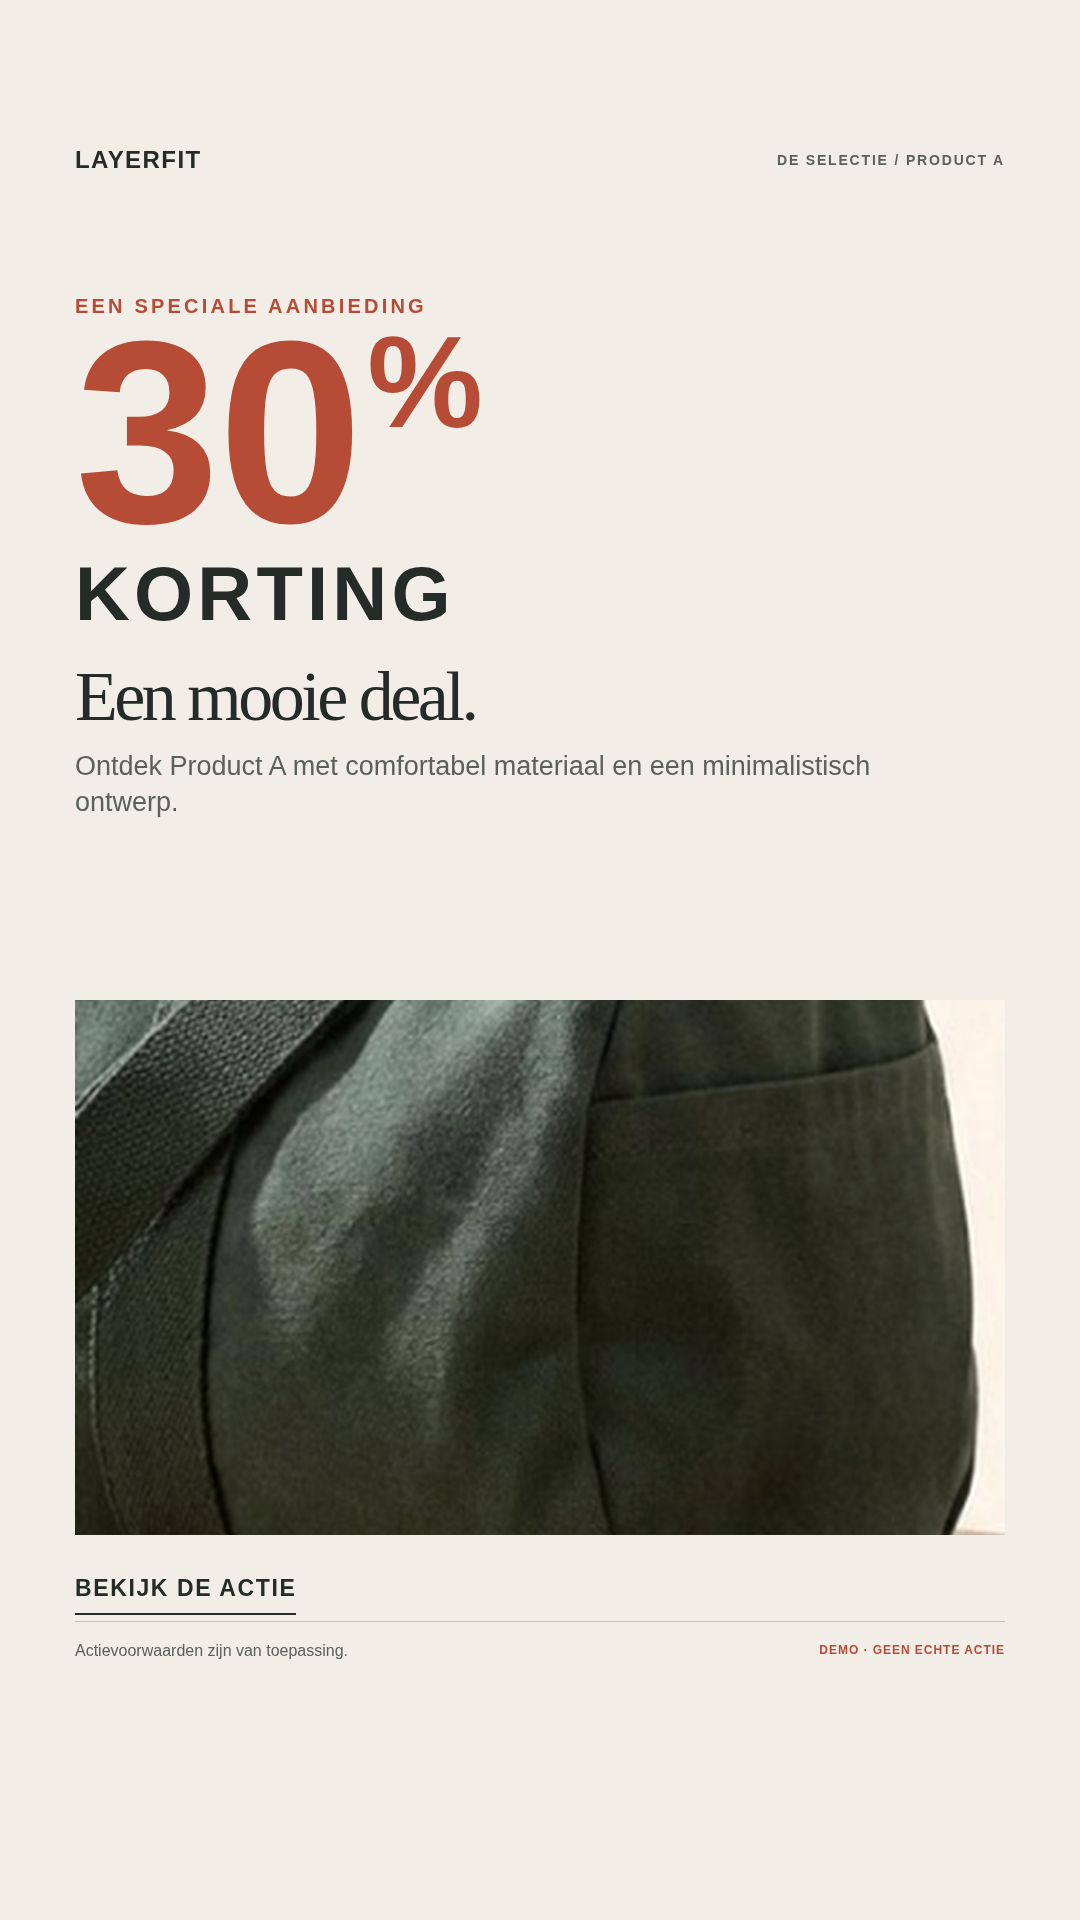 LAYERFIT
DE SELECTIE / PRODUCT A
EEN SPECIALE AANBIEDING
30%
KORTING
Een mooie deal.
Ontdek Product A met comfortabel materiaal en een minimalistisch
ontwerp.
BEKIJK DE ACTIE
Actievoorwaarden zijn van toepassing.
DEMO · GEEN ECHTE ACTIE